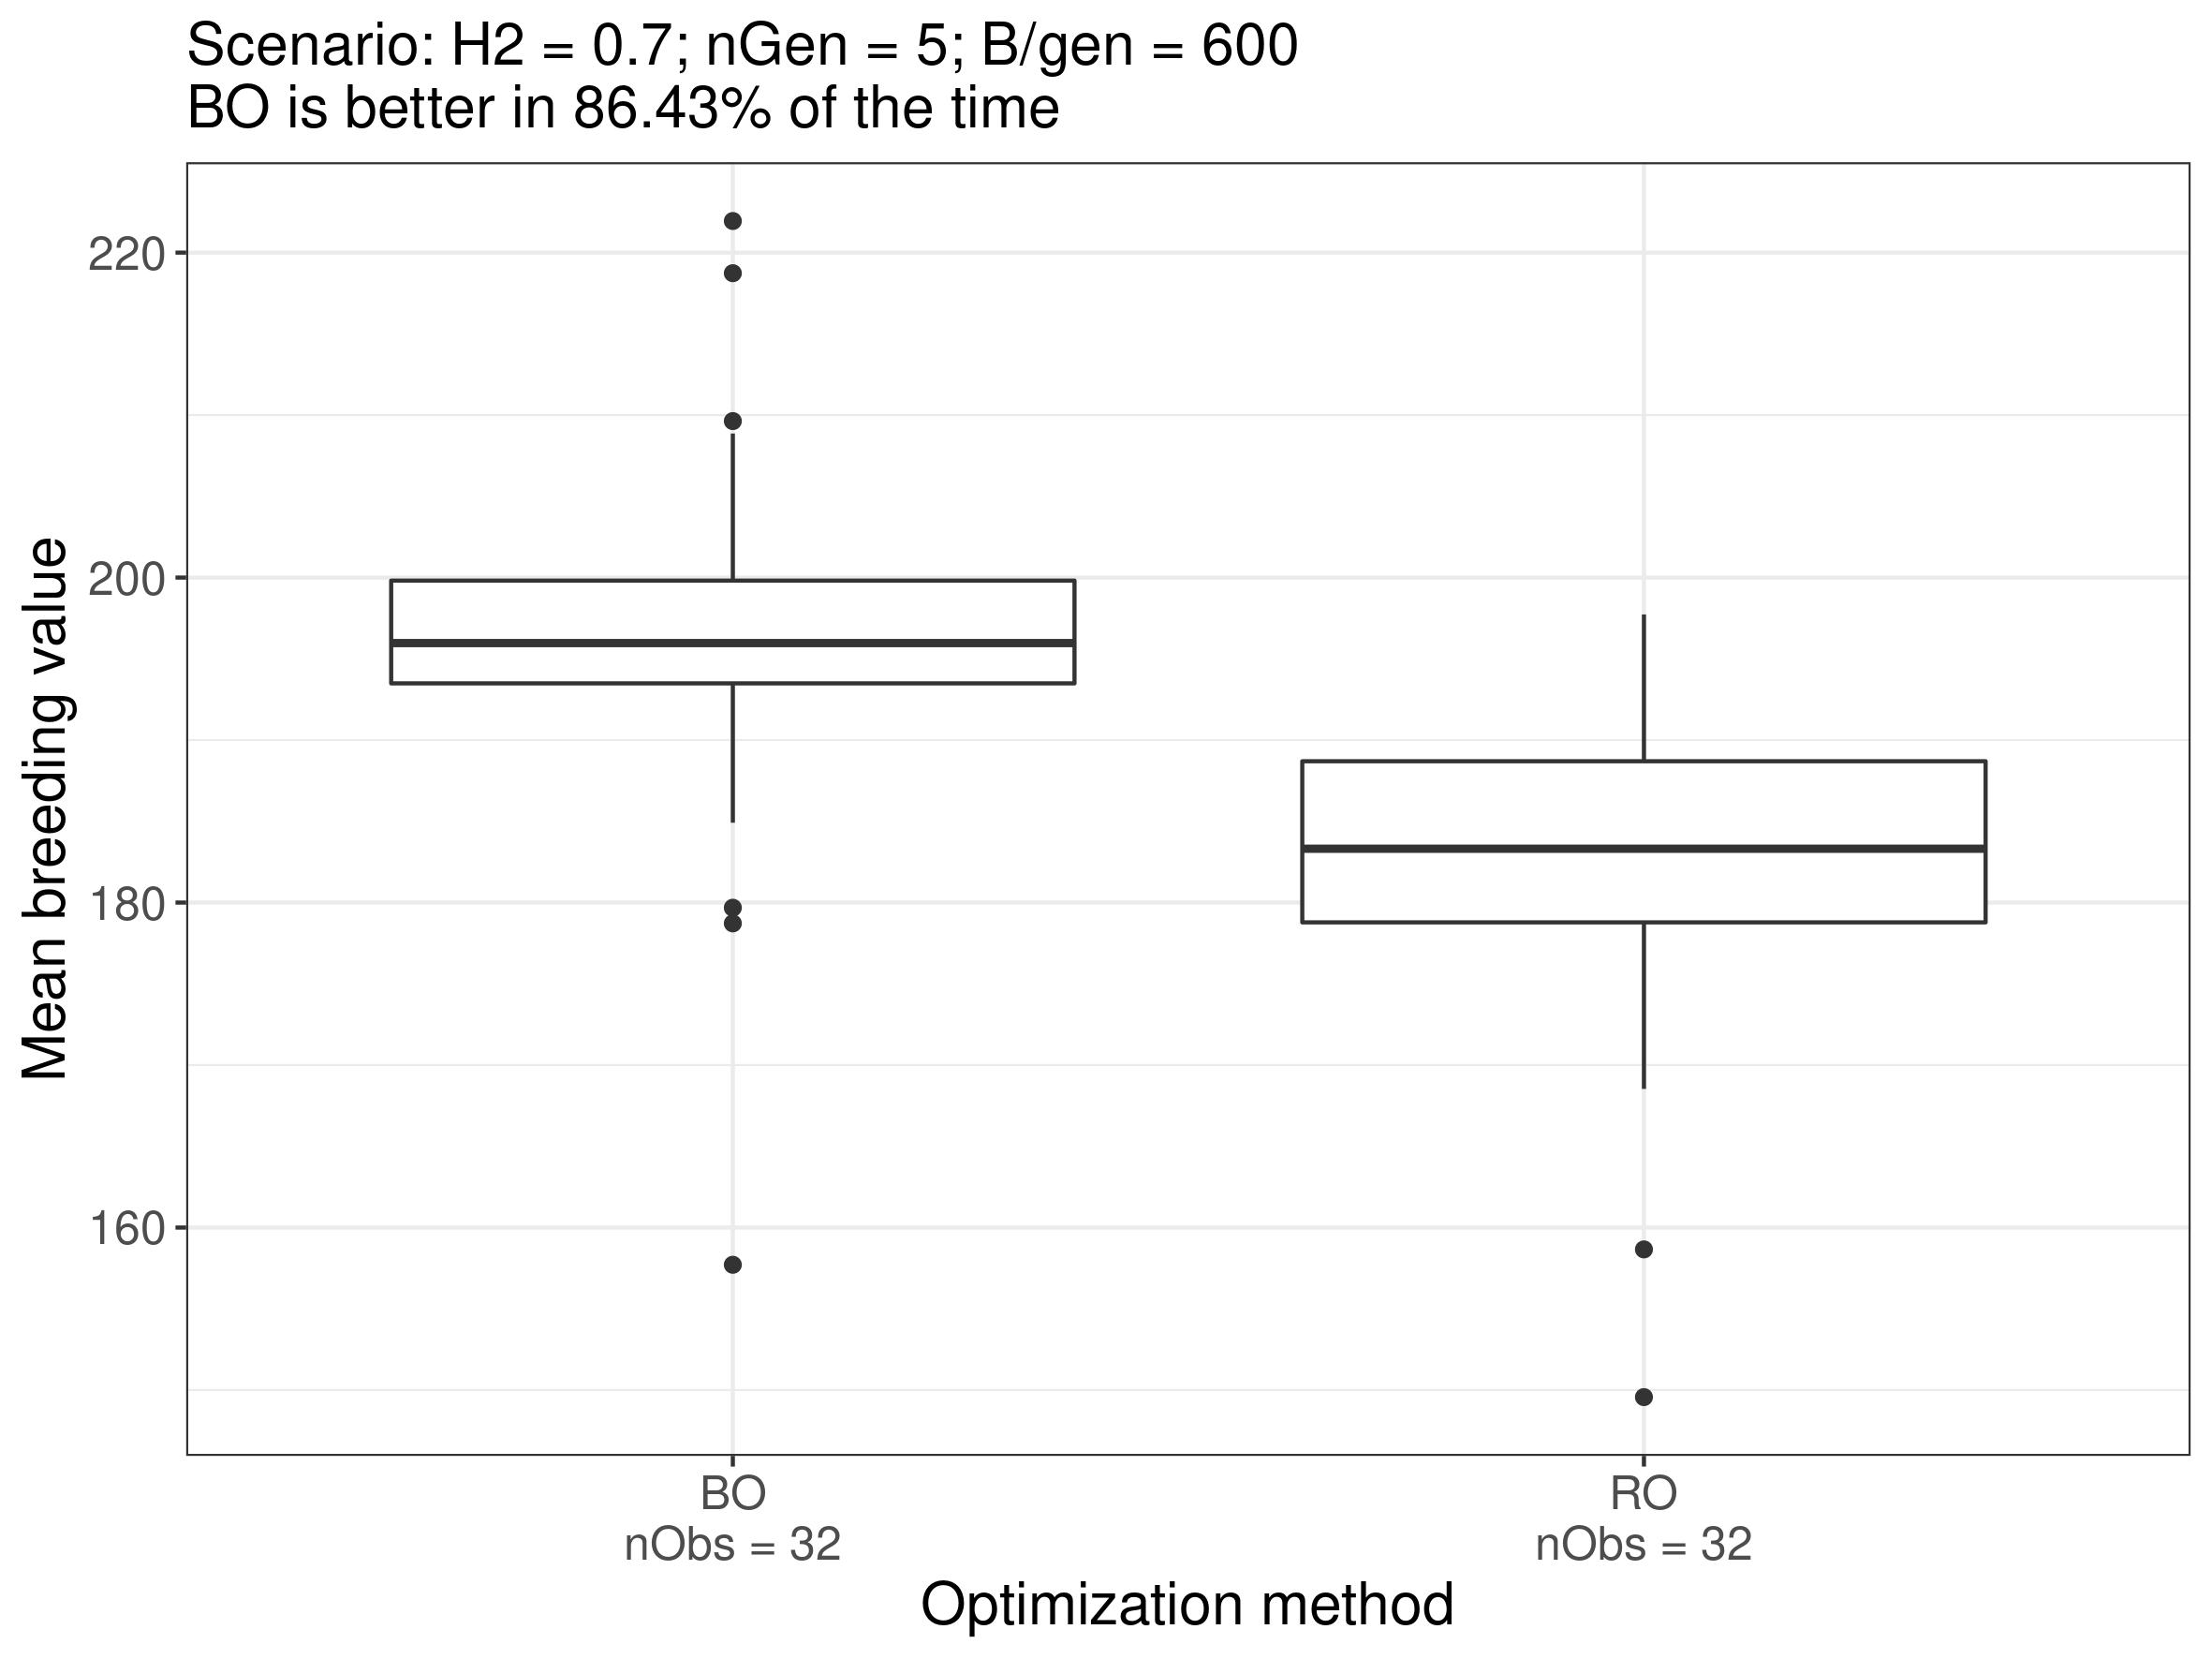 Scenario: H2 = 0.7; nGen = 5; B/gen = 600
BO is better in 86.43% of the time
Mean breeding value
220
200
180
160
BO
nObs = 32
RO
nObs = 32
Optimization method